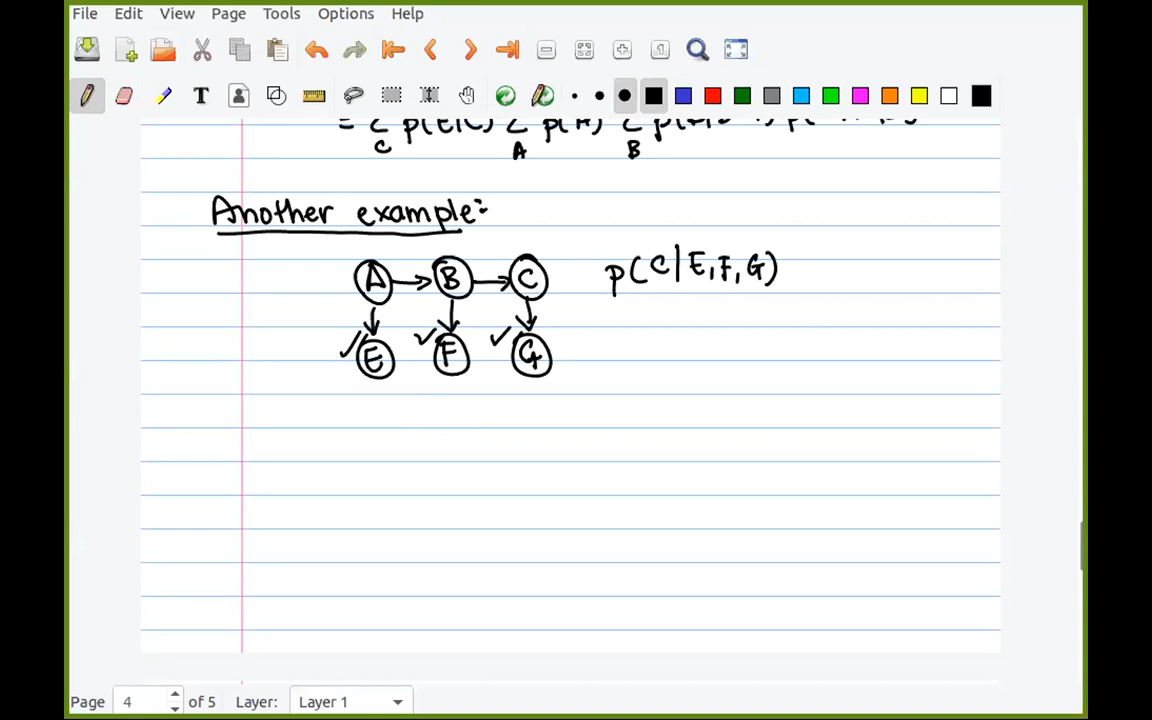 File Edit View Page Tools Options Help
T
= Σ p(E|C) Σ p(A) Σ
C A B
Another example:
A → B → C p(C|E,F,G)
✓ E ✓ F ✓ G
Page 4 of 5 Layer: Layer 1